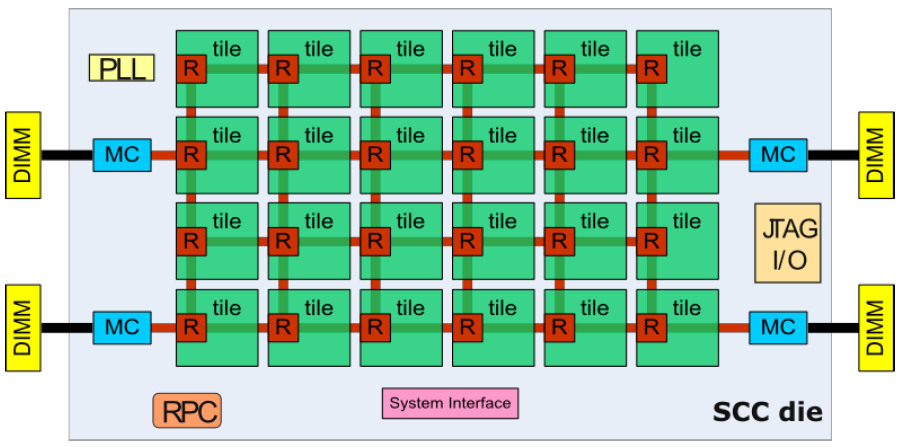 tile tile tile tile tile tile
PLL R R R R R R
tile tile tile tile tile tile
DIMM MC R R R R R R MC DIMM
tile tile tile tile tile tile
R R R R R R JTAG
I/O
tile tile tile tile tile tile
DIMM MC R R R R R R MC DIMM
RPC System Interface SCC die